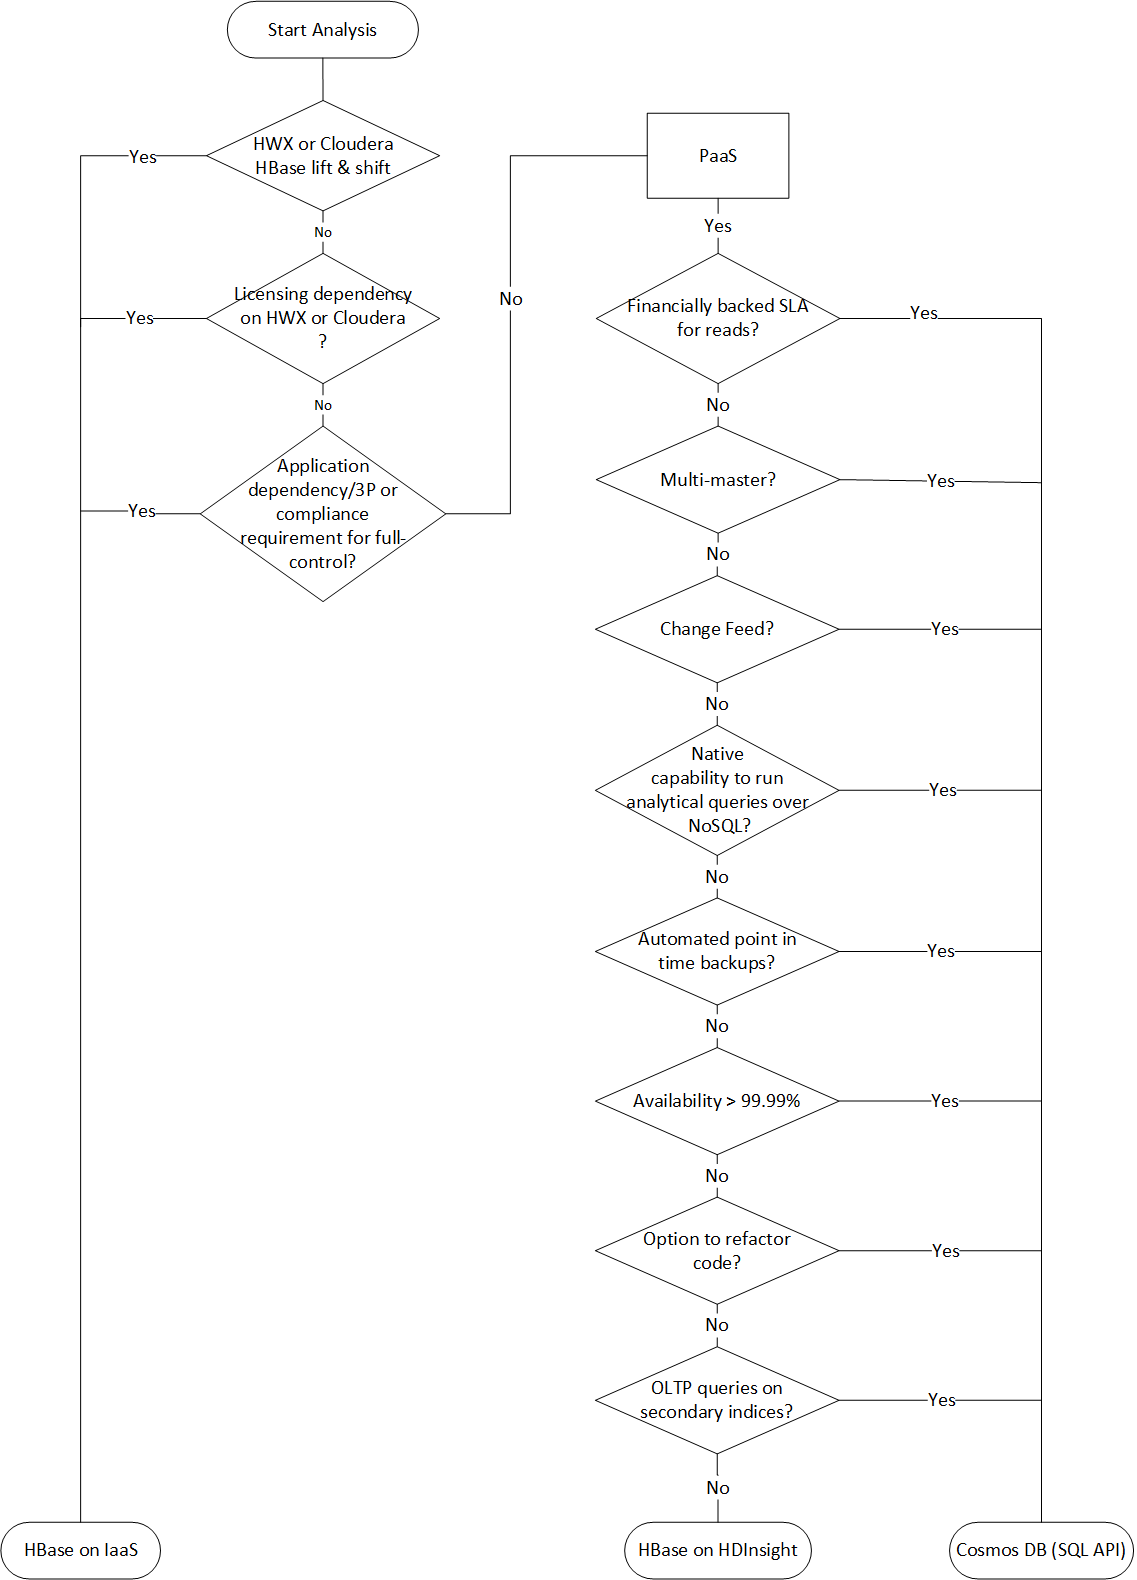 Start Analysis
HWX or Cloudera
HBase lift & shift
Yes
No
Licensing dependency
on HWX or Cloudera
?
Yes
No
Application
dependency/3P or
compliance
requirement for full-
control?
Yes
No
PaaS
Yes
Financially backed SLA
for reads?
Yes
No
Multi-master?
Yes
No
Change Feed?
Yes
No
Native
capability to run
analytical queries over
NoSQL?
Yes
No
Automated point in
time backups?
Yes
No
Availability > 99.99%
Yes
No
Option to refactor
code?
Yes
No
OLTP queries on
secondary indices?
Yes
No
HBase on IaaS
HBase on HDInsight
Cosmos DB (SQL API)